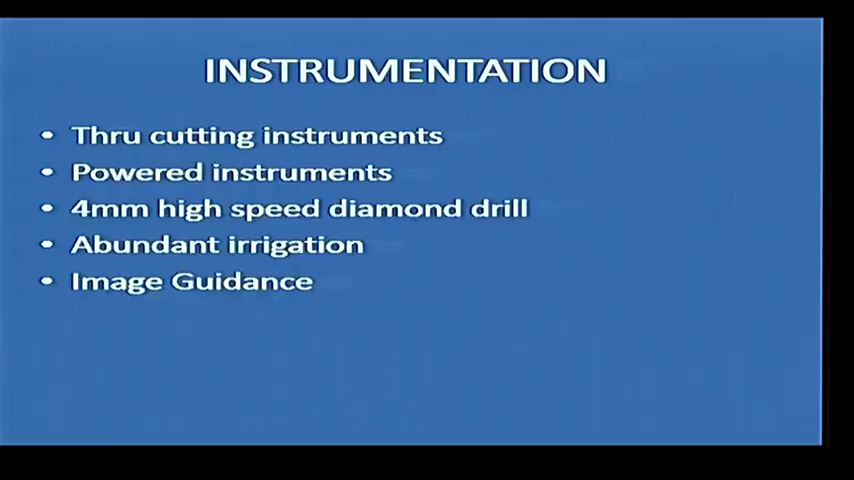 INSTRUMENTATION
• Thru cutting instruments
• Powered instruments
• 4mm high speed diamond drill
• Abundant irrigation
• Image Guidance